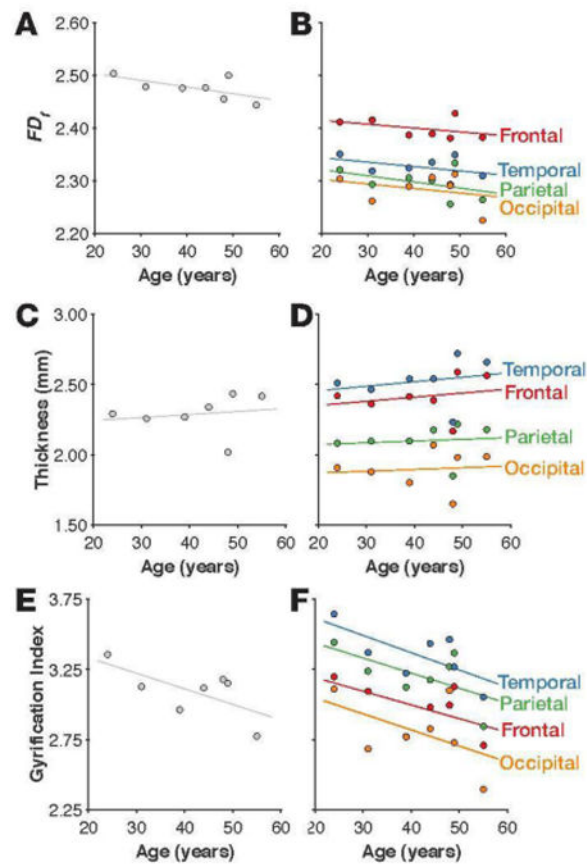 A
2.60
2.50
2.40
2.30
2.20
FDf
20 30 40 50 60
Age (years)
B
Frontal
Temporal
Parietal
Occipital
20 30 40 50 60
Age (years)
C
3.00
2.50
2.00
1.50
Thickness (mm)
20 30 40 50 60
Age (years)
D
Temporal
Frontal
Parietal
Occipital
20 30 40 50 60
Age (years)
E
3.75
3.25
2.75
2.25
Gyrification Index
20 30 40 50 60
Age (years)
F
Temporal
Parietal
Frontal
Occipital
20 30 40 50 60
Age (years)